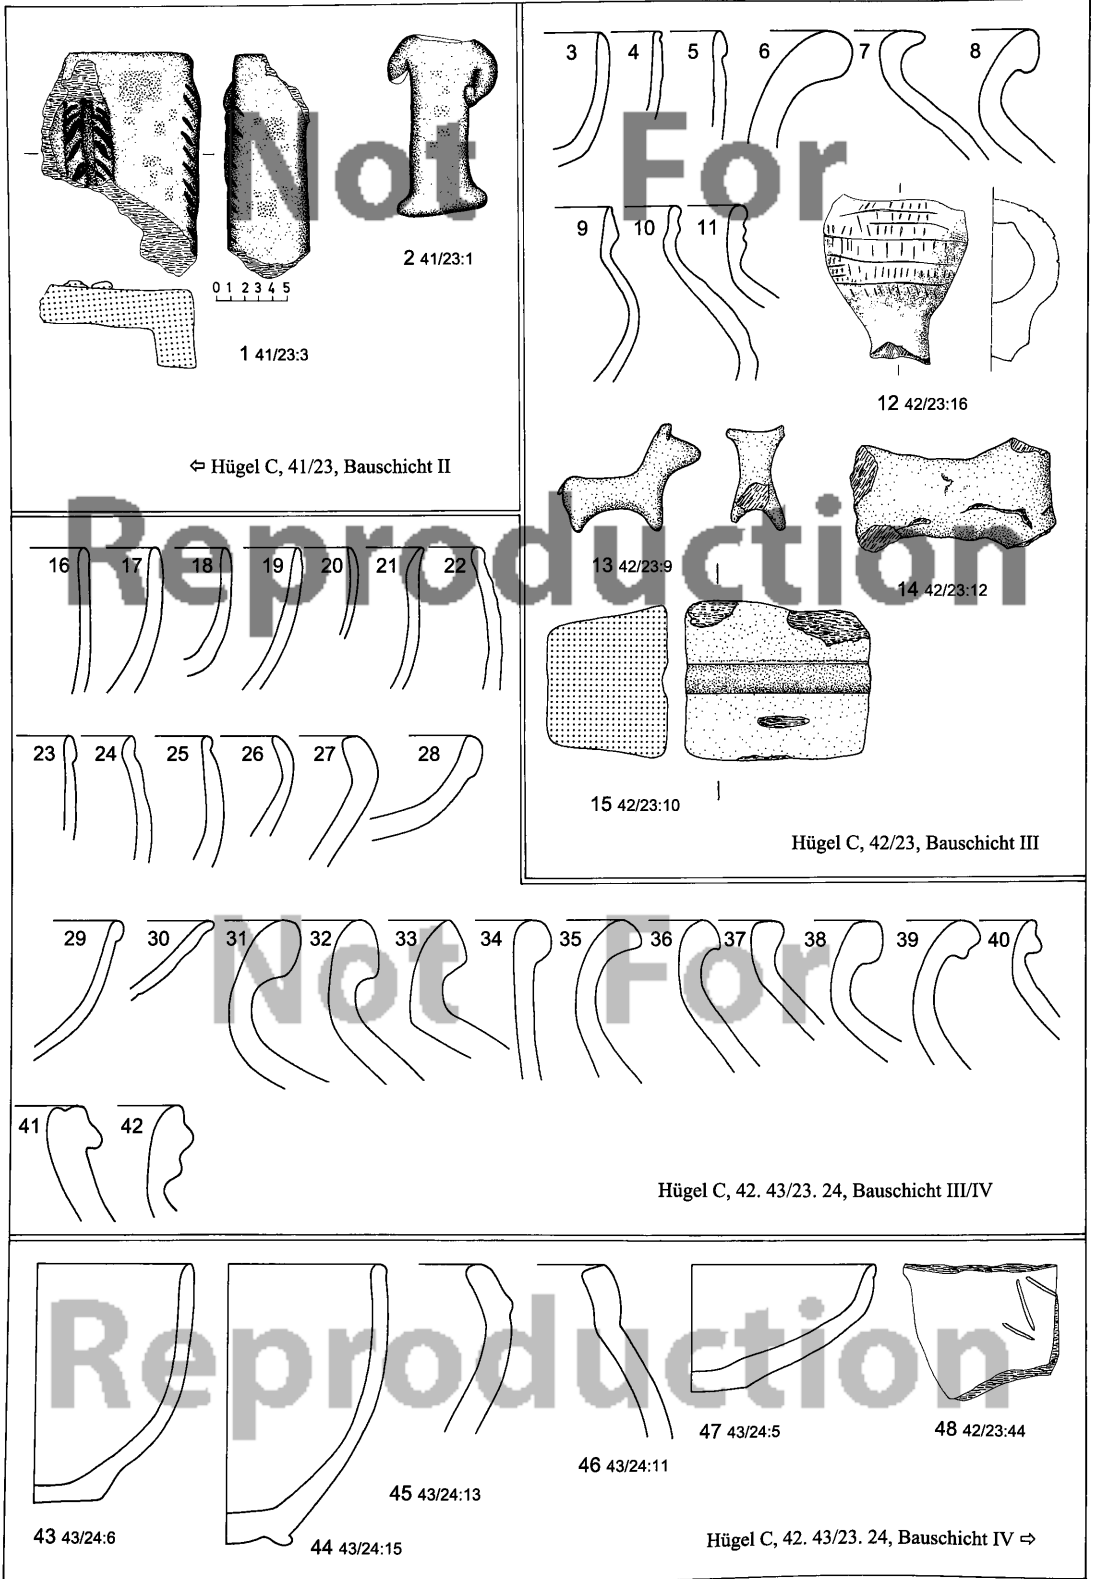 3 4 5 6 7 8
2 41/23:1
9 10 11
0 1 2 3 4 5
1 41/23:3
12 42/23:16
⇦ Hügel C, 41/23, Bauschicht II
13 42/23:9
14 42/23:12
15 42/23:10
Hügel C, 42/23, Bauschicht III
16 17 18 19 20 21 22
23 24 25 26 27 28
29 30 31 32 33 34 35 36 37 38 39 40
41 42
Hügel C, 42. 43/23. 24, Bauschicht III/IV
43 43/24:6
44 43/24:15
45 43/24:13
46 43/24:11
47 43/24:5
48 42/23:44
Hügel C, 42. 43/23. 24, Bauschicht IV ⇨
Not For
Reproduction
Not For
Reproduction